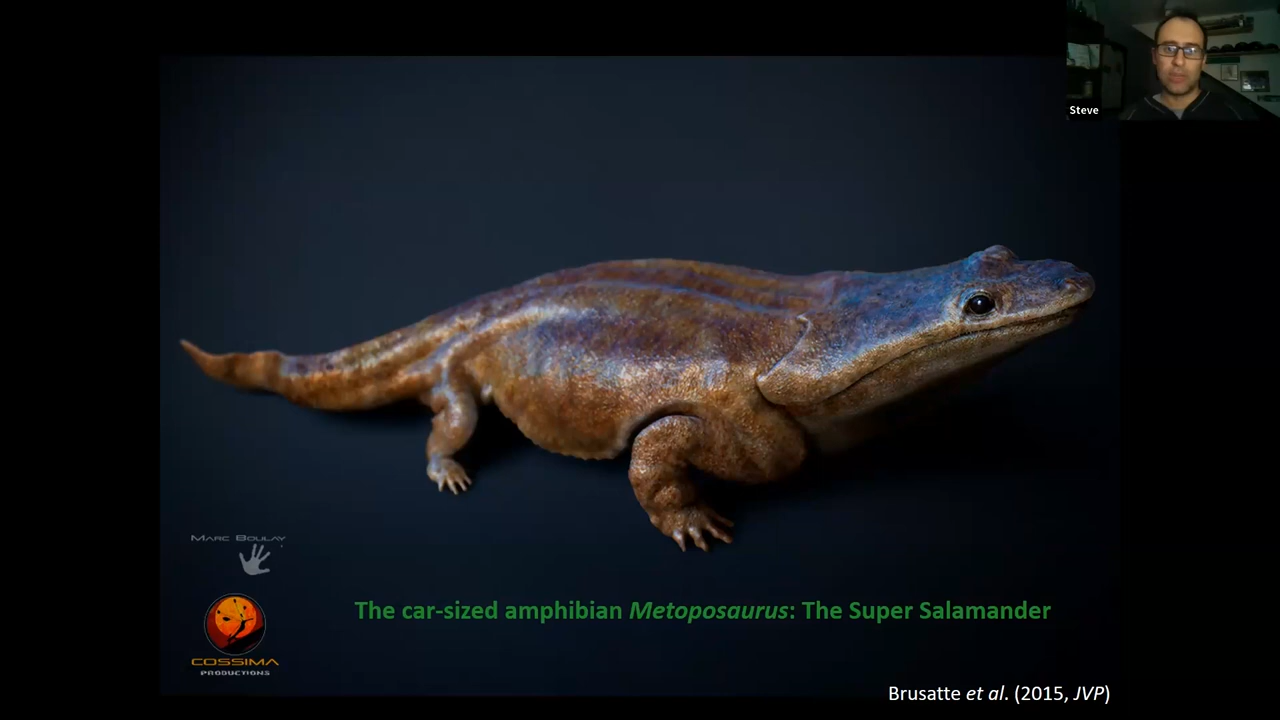 Steve
MARC BOULAY
The car-sized amphibian Metoposaurus: The Super Salamander
COSSIMA
PRODUCTIONS
Brusatte et al. (2015, JVP)